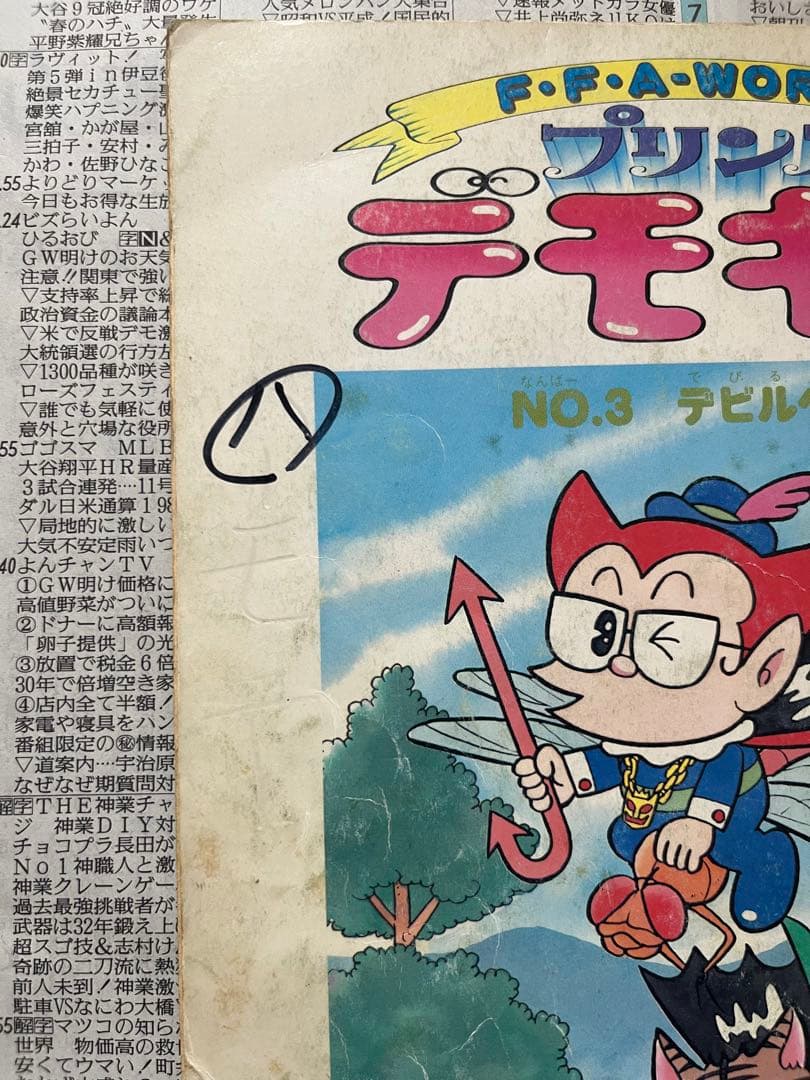 大谷9冠絶好調のウケ
"春のハチ"大量発生
平野紫耀兄ちゃん
人気メロンパン大集合
▽昭和VS平成!国民的
▽速報メットガラ女優
▽井上尚弥ネリKO
7
おいしさ
0字ラヴィット!
第5弾in伊豆
絶景セカチュー
爆笑ハプニング
宮舘・かが屋・
三拍子・安村・
かわ・佐野ひなこ
.55よりどりマーケッ
今日もお得な生放
.24ビズらいよん
ひるおび 字N&
GW明けのお天気
注意!!関東で強い
▽支持率上昇で
政治資金の議論本
▽米で反戦デモ激
大統領選の行方左
▽1300品種が咲き
ローズフェスティ
▽誰でも気軽に使
意外と穴場な役所
55ゴゴスマ MLB
大谷翔平HR量産
3試合連発…11号
ダル日米通算198
▽局地的に激しい
大気不安定雨いつ
40よんチャンTV
①GW明け価格に
高値野菜がついに
②ドナーに高額報
「卵子提供」の光
③放置で税金6倍
30年で倍増空き家
④店内全て半額!
家電や寝具をハン
番組限定の㊙情報
▽道案内…宇治原
なぜなぜ期質問対
解字THE神業チャ
ジ 神業DIY対
チョコプラ長田が
No1神職人と激
神業クレーンゲー
過去最強挑戦者が
武器は32年鍛え上
超スゴ技&志村け
奇跡の二刀流に熱
前人未到!神業激
駐車VSなにわ大橋
55解字マツコの知ら
世界 物価高の救
安くてウマい!町
F・F・A-WOR
プリン
デモキ
ハ
なんばー でびる
NO.3 デビル